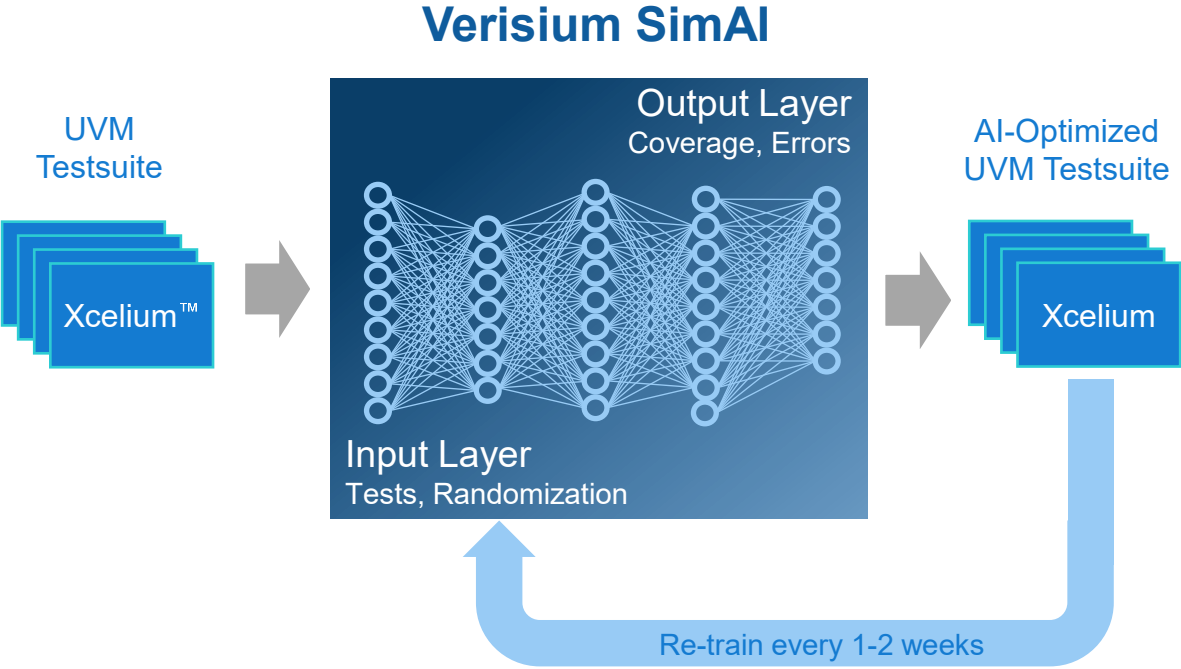 Verisium SimAI
UVM
Testsuite
Xcelium™
Output Layer
Coverage, Errors
Input Layer
Tests, Randomization
AI-Optimized
UVM Testsuite
Xcelium
Re-train every 1-2 weeks